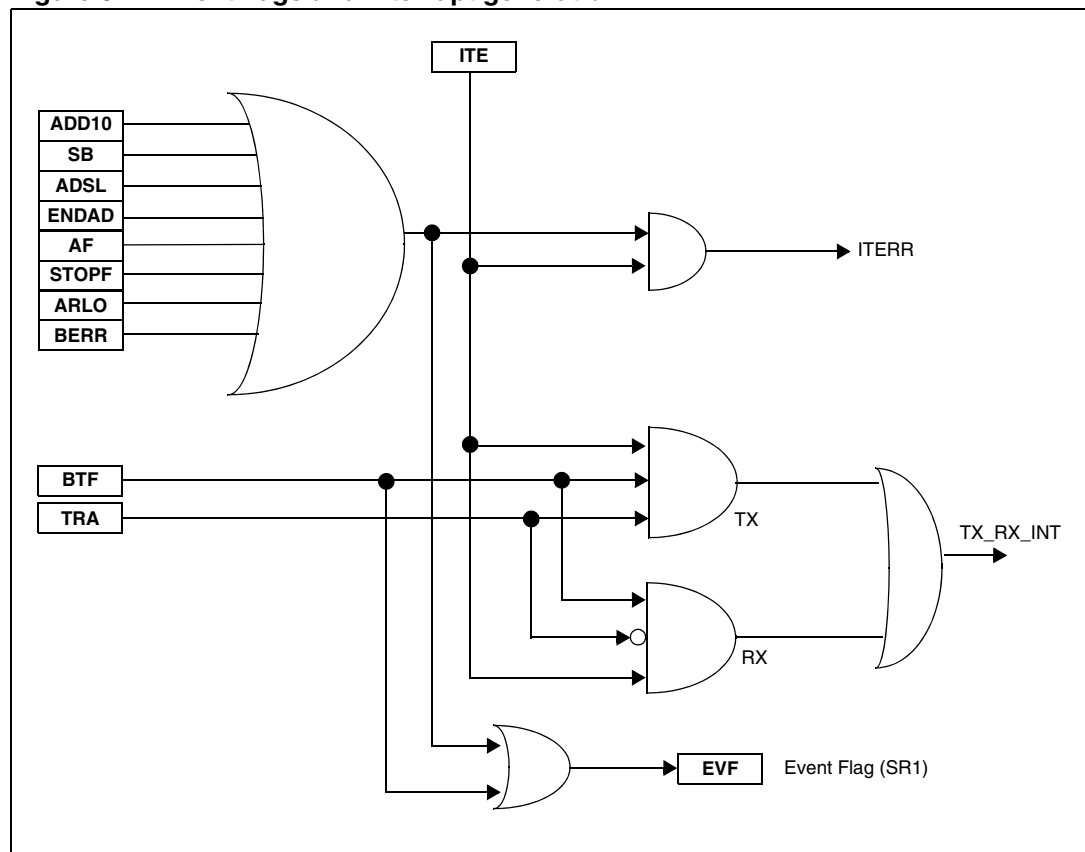 ITE
ADD10
SB
ADSL
ENDAD
AF
STOPF
ARLO
BERR
ITERR
BTF
TRA
TX
TX_RX_INT
RX
EVF Event Flag (SR1)